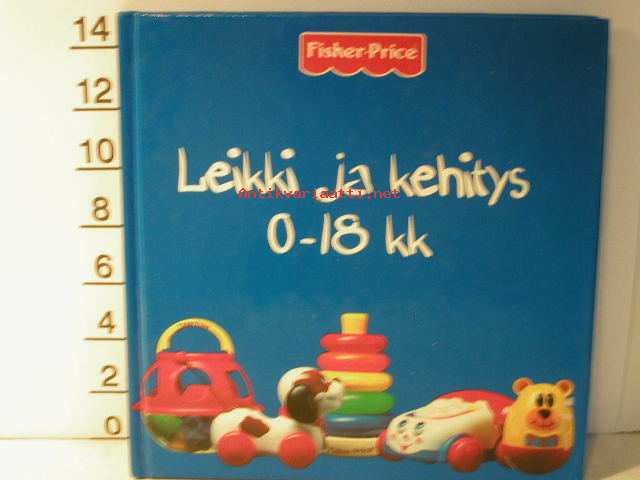 14
12
10
8
6
4
2
0
Fisher-Price
Leikki ja kehitys
Antikvariaatti.net
0-18 kk